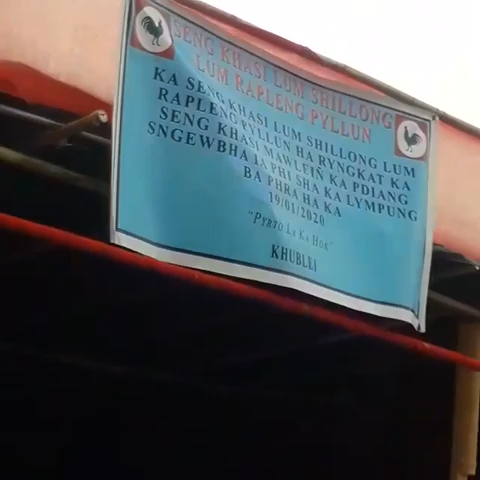 SENG KHASI LUM SHILLONG
LUM RAPLENG PYLLUN
KA SENG KHASI LUM SHILLONG LUM
RAPLENG PYLLUN HA RYNGKAT KA
SENG KHASI MAWLEIN KA PDIANG
SNGEWBHA IA PHI SHA KA LYMPUNG
BA PHRA HA KA
19/01/2020
"PYRTO LA KA HOK"
KHUBLEI